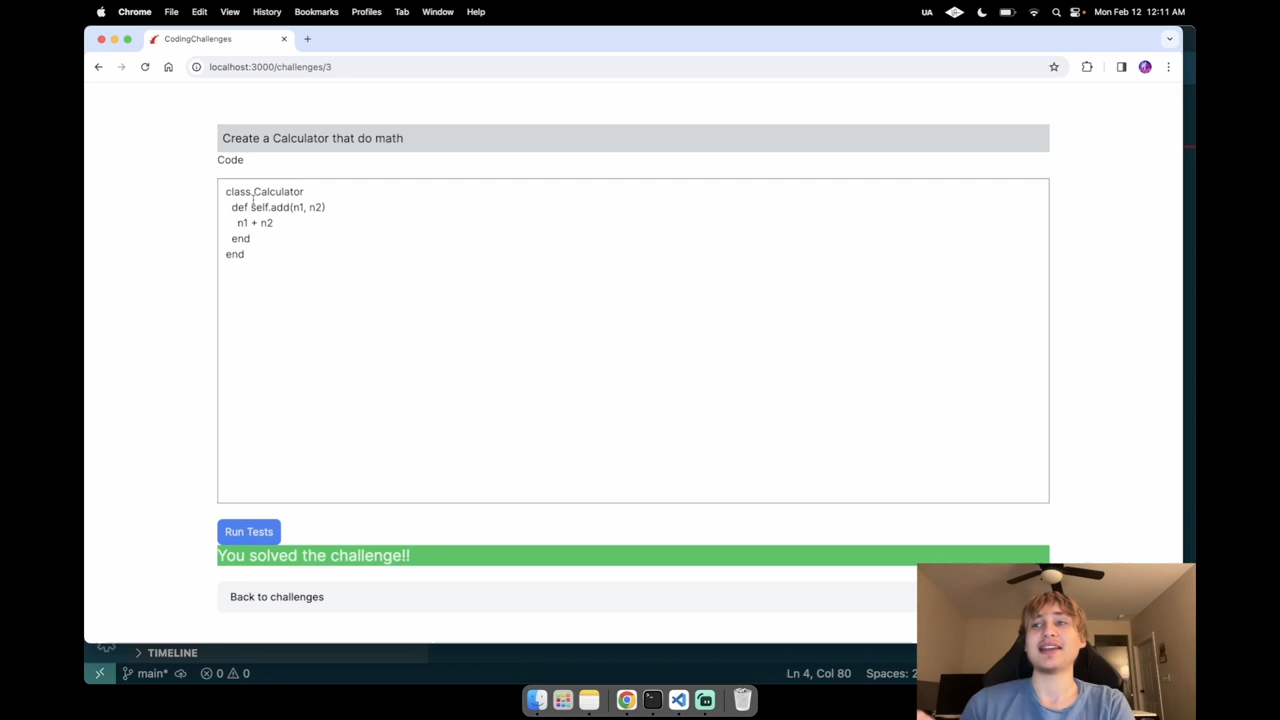 Chrome File Edit View History Bookmarks Profiles Tab Window Help UA Mon Feb 12 12:11 AM
CodingChallenges
localhost:3000/challenges/3
Create a Calculator that do math
Code
class Calculator
def self.add(n1, n2)
n1 + n2
end
end
Run Tests
You solved the challenge!!
Back to challenges
TIMELINE
main* 0 0 Ln 4, Col 80 Spaces: 2